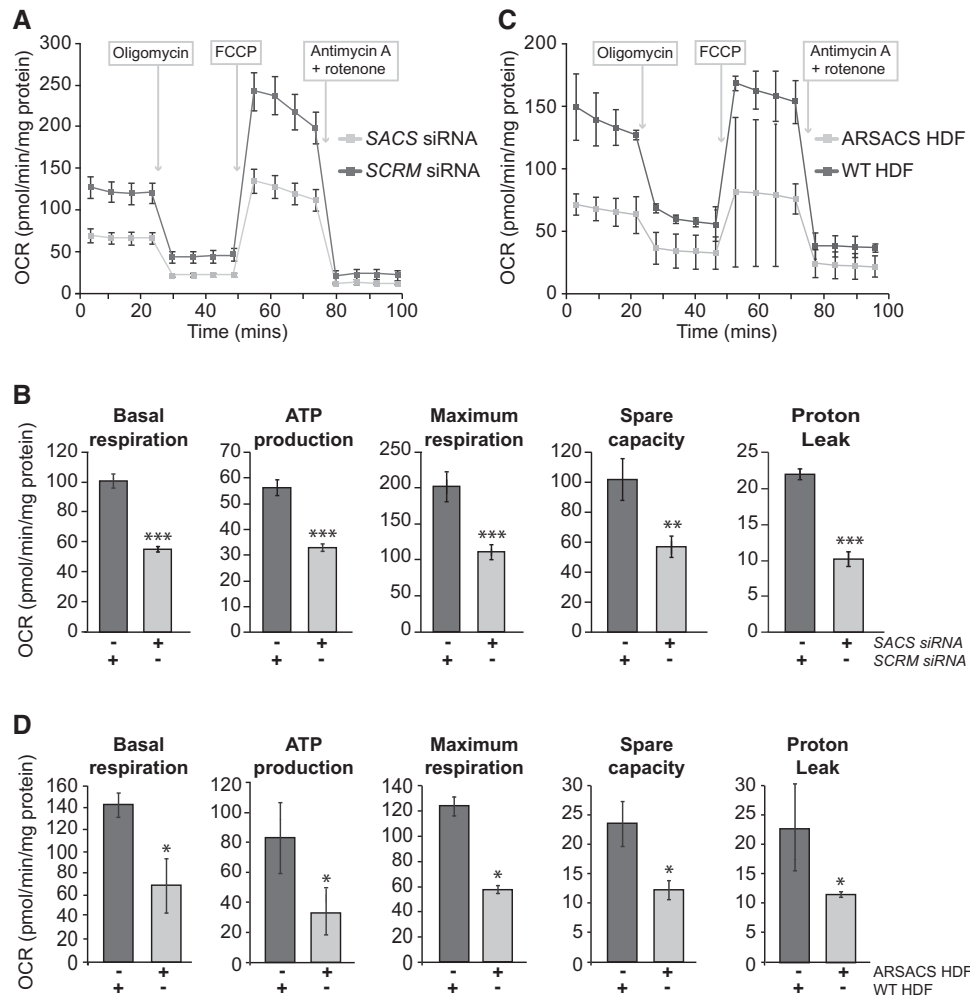 A
OCR (pmol/min/mg protein)
300
250
200
150
100
50
0
0 20 40 60 80 100
Time (mins)
Oligomycin
FCCP
Antimycin A
+ rotenone
SACS siRNA
SCRM siRNA
C
OCR (pmol/min/mg protein)
200
150
100
50
0
0 20 40 60 80 100
Time (mins)
Oligomycin
FCCP
Antimycin A
+ rotenone
ARSACS HDF
WT HDF
B
OCR (pmol/min/mg protein)
Basal
respiration
120
100
80
60
40
20
0
***
- +
+ -
ATP
production
70
60
50
40
30
20
10
0
***
- +
+ -
Maximum
respiration
250
200
150
100
50
0
***
- +
+ -
Spare
capacity
120
100
80
60
40
20
0
**
- +
+ -
Proton
Leak
25
20
15
10
5
0
***
- + SACS siRNA
+ - SCRM siRNA
D
OCR (pmol/min/mg protein)
Basal
respiration
160
140
120
100
80
60
40
20
0
*
- +
+ -
ATP
production
120
100
80
60
40
20
0
*
- +
+ -
Maximum
respiration
140
120
100
80
60
40
20
0
*
- +
+ -
Spare
capacity
30
25
20
15
10
5
0
*
- +
+ -
Proton
Leak
30
25
20
15
10
5
0
*
- + ARSACS HDF
+ - WT HDF